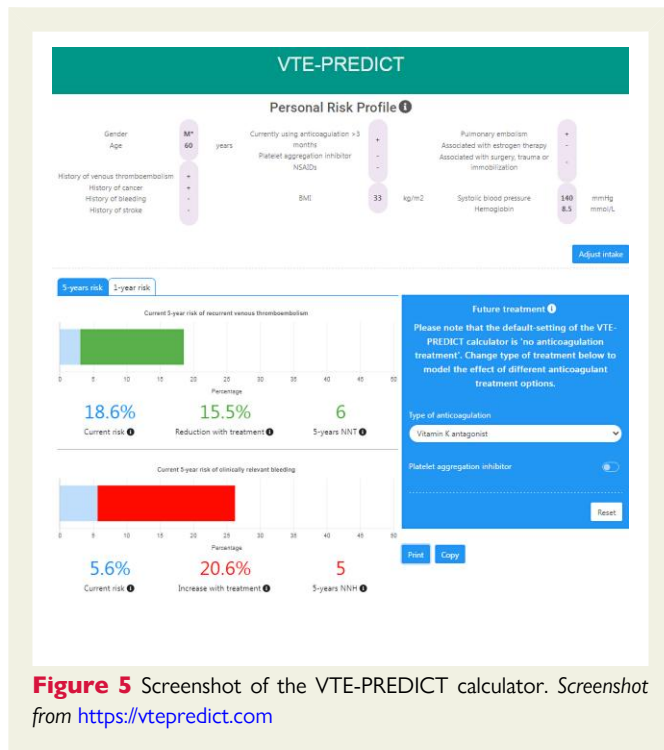 VTE-PREDICT
Personal Risk Profile
Gender M*
Age 60 years
History of venous thromboembolism +
History of cancer +
History of bleeding -
History of stroke -
Currently using anticoagulation >3
months +
Platelet aggregation inhibitor -
NSAIDs -
BMI 33 kg/m2
Pulmonary embolism +
Associated with estrogen therapy -
Associated with surgery, trauma or
immobilization -
Systolic blood pressure 140 mmHg
Hemoglobin 8.5 mmol/L
Adjust intake
5-years risk 1-year risk
Current 5-year risk of recurrent venous thromboembolism
0 5 10 15 20 25 30 35 40 45 50
Percentage
18.6% 15.5% 6
Current risk Reduction with treatment 5-years NNT
Current 5-year risk of clinically relevant bleeding
0 5 10 15 20 25 30 35 40 45 50
Percentage
5.6% 20.6% 5
Current risk Increase with treatment 5-years NNH
Future treatment
Please note that the default-setting of the VTE-
PREDICT calculator is 'no anticoagulation
treatment'. Change type of treatment below to
model the effect of different anticoagulant
treatment options.
Type of anticoagulation
Vitamin K antagonist
Platelet aggregation inhibitor
Reset
Print Copy
Figure 5 Screenshot of the VTE-PREDICT calculator. Screenshot
from https://vtepredict.com